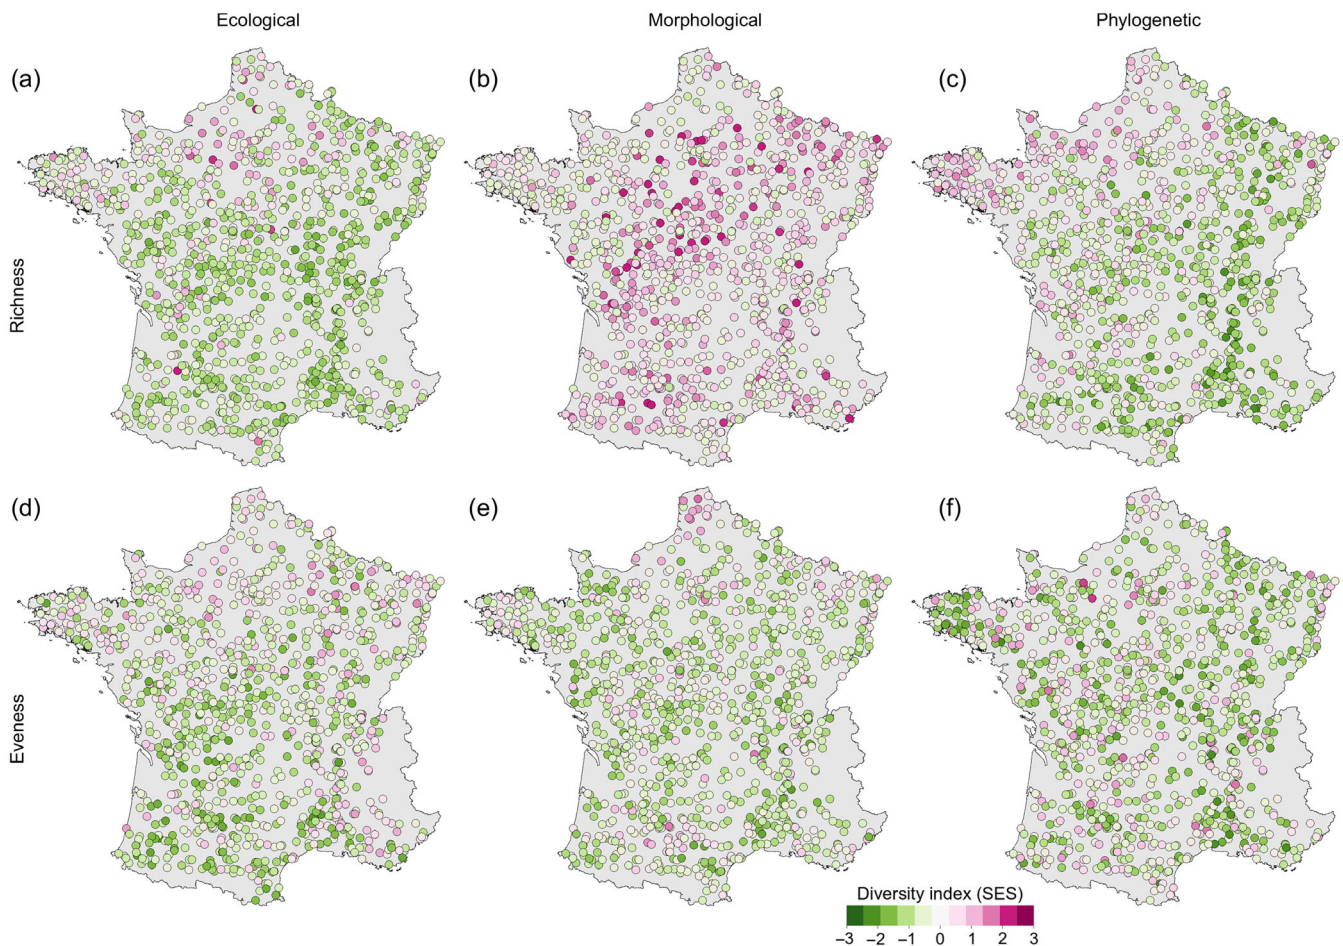 Ecological Morphological Phylogenetic
(a) (b) (c)
Richness
(d) (e) (f)
Eveness
Diversity index (SES)
−3 −2 −1 0 1 2 3